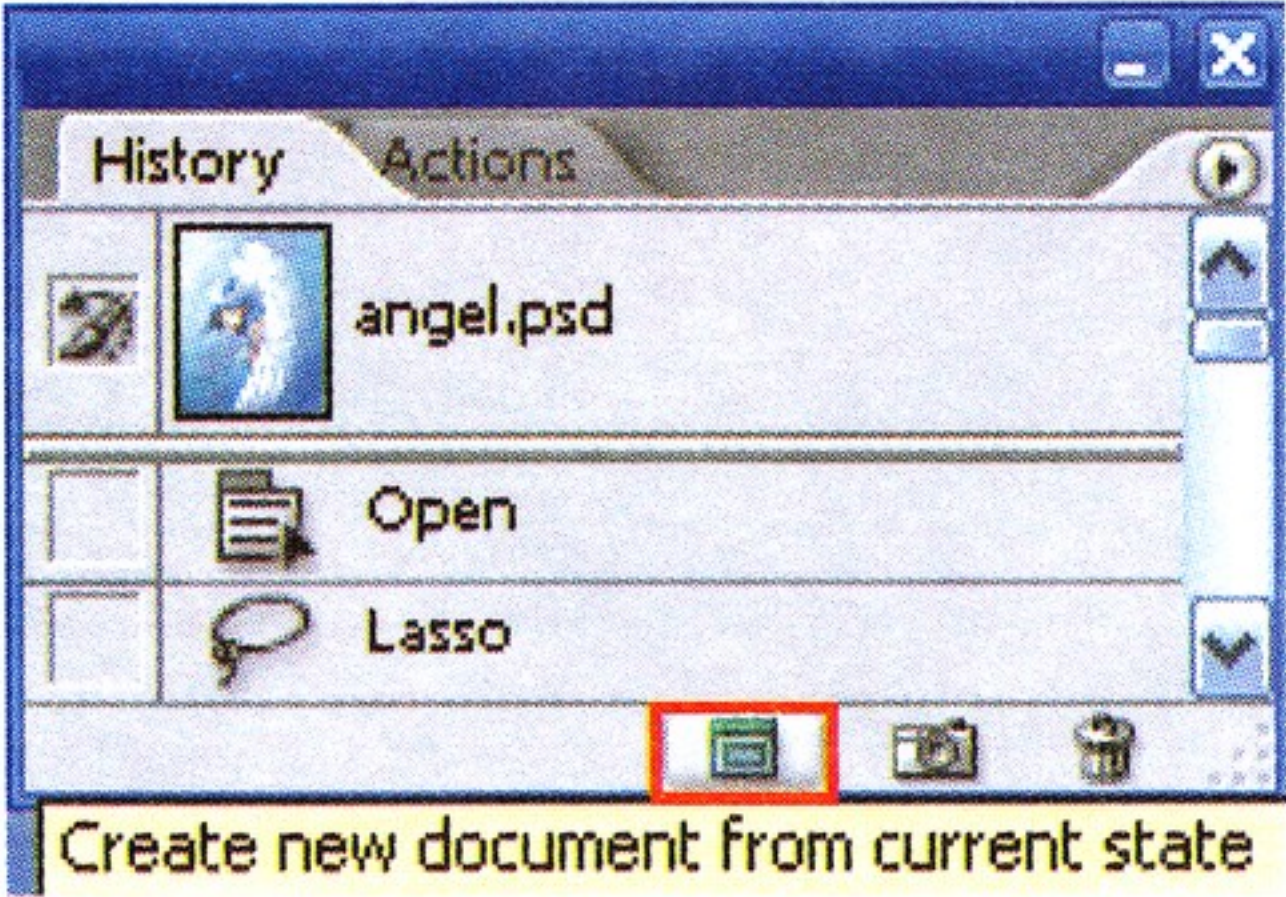 History Actions
angel.psd
Open
Lasso
Create new document from current state